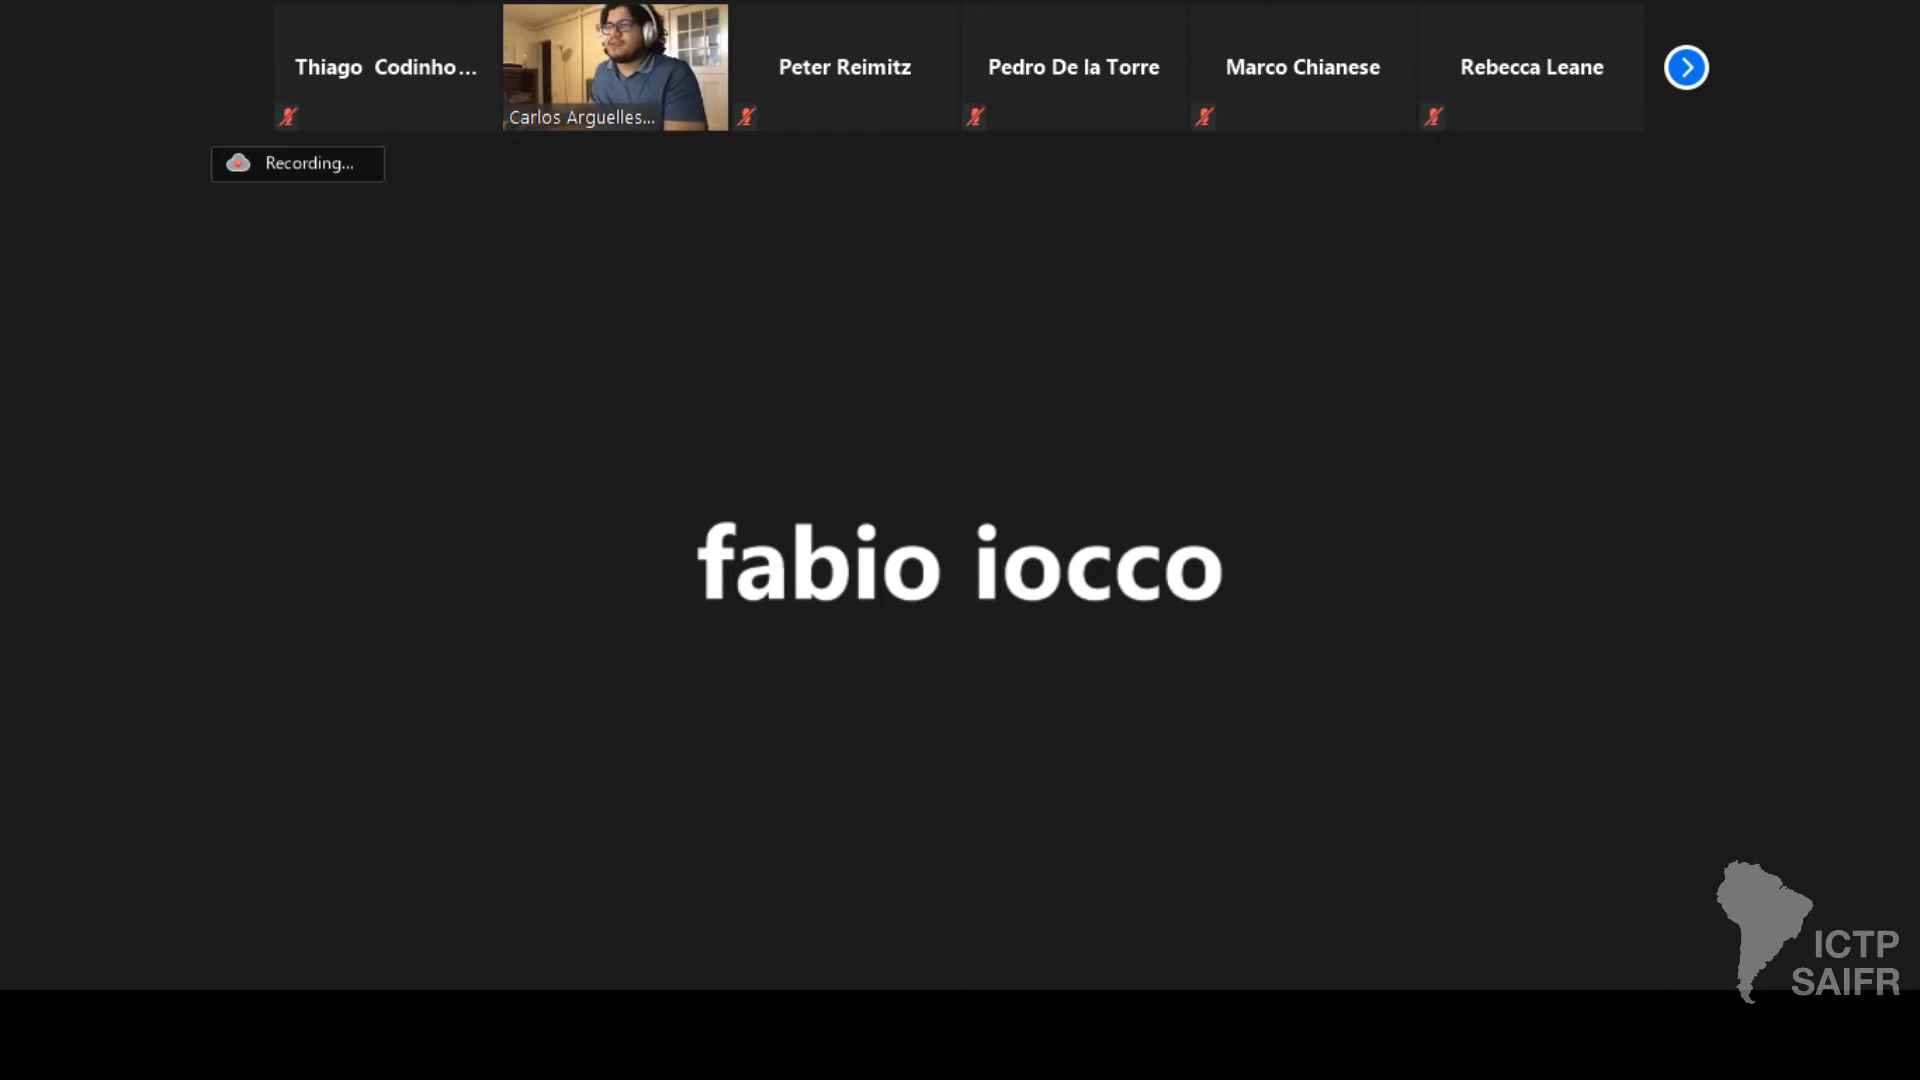 Thiago Codinho...
Carlos Arguelles...
Peter Reimitz
Pedro De la Torre
Marco Chianese
Rebecca Leane
Recording...
fabio iocco
ICTP
SAIFR